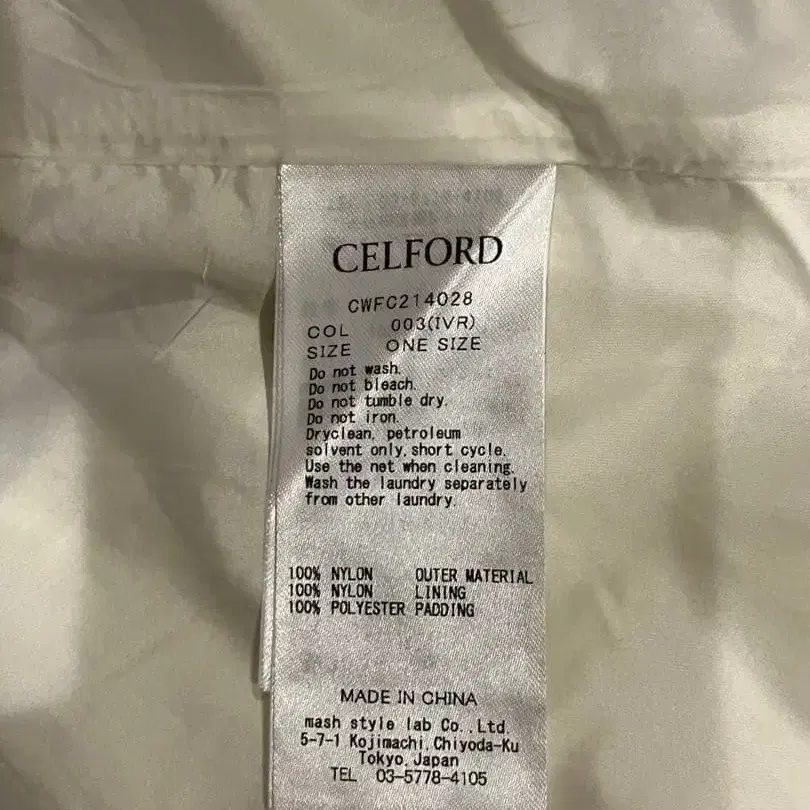 CELFORD
CWFC214028
COL 003(IVR)
SIZE ONE SIZE
Do not wash.
Do not bleach.
Do not tumble dry.
Do not iron.
Dryclean, petroleum
solvent only,short cycle.
Use the net when cleaning.
Wash the laundry separately
from other laundry.
100% NYLON OUTER MATERIAL
100% NYLON LINING
100% POLYESTER PADDING
MADE IN CHINA
mash style lab Co.,Ltd.
5-7-1 Kojimachi,Chiyoda-Ku
Tokyo,Japan
TEL 03-5778-4105